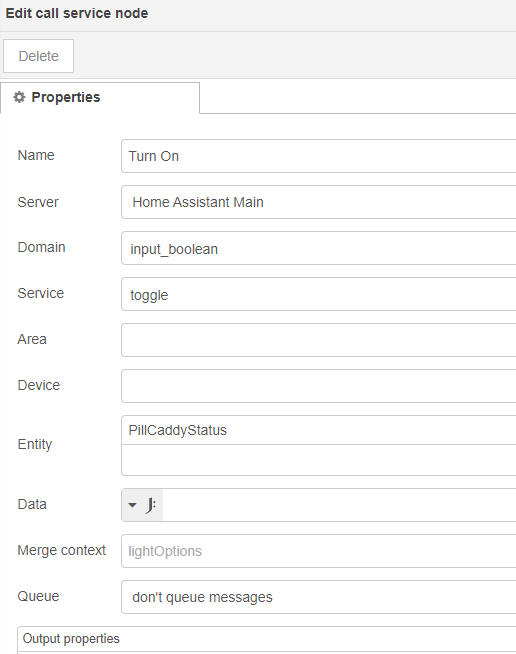 Edit call service node
Delete
Properties
Name Turn On
Server Home Assistant Main
Domain input_boolean
Service toggle
Area
Device
Entity PillCaddyStatus
Data J:
Merge context lightOptions
Queue don't queue messages
Output properties